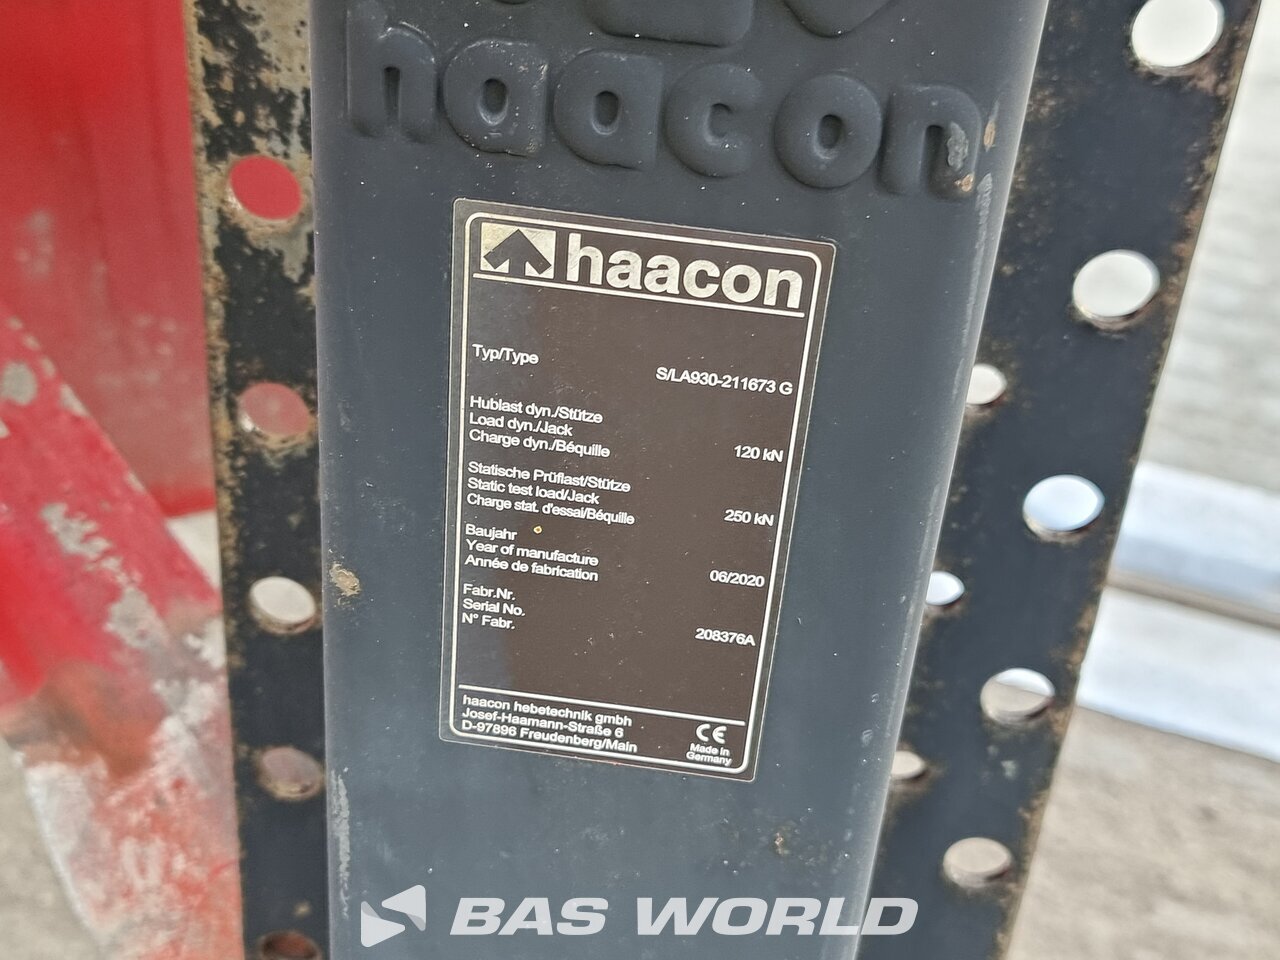 haacon
haacon
Typ/Type
S/LA930-211673 G
Hublast dyn./Stütze
Load dyn./Jack
Charge dyn./Béquille
120 kN
Statische Prüflast/Stütze
Static test load/Jack
Charge stat. d'essai/Béquille
250 kN
Baujahr
Year of manufacture
Année de fabrication
06/2020
Fabr.Nr.
Serial No.
N° Fabr.
208376A
haacon hebetechnik gmbh
Josef-Haamann-Straße 6
D-97896 Freudenberg/Main
CE
Made in
Germany
BAS WORLD